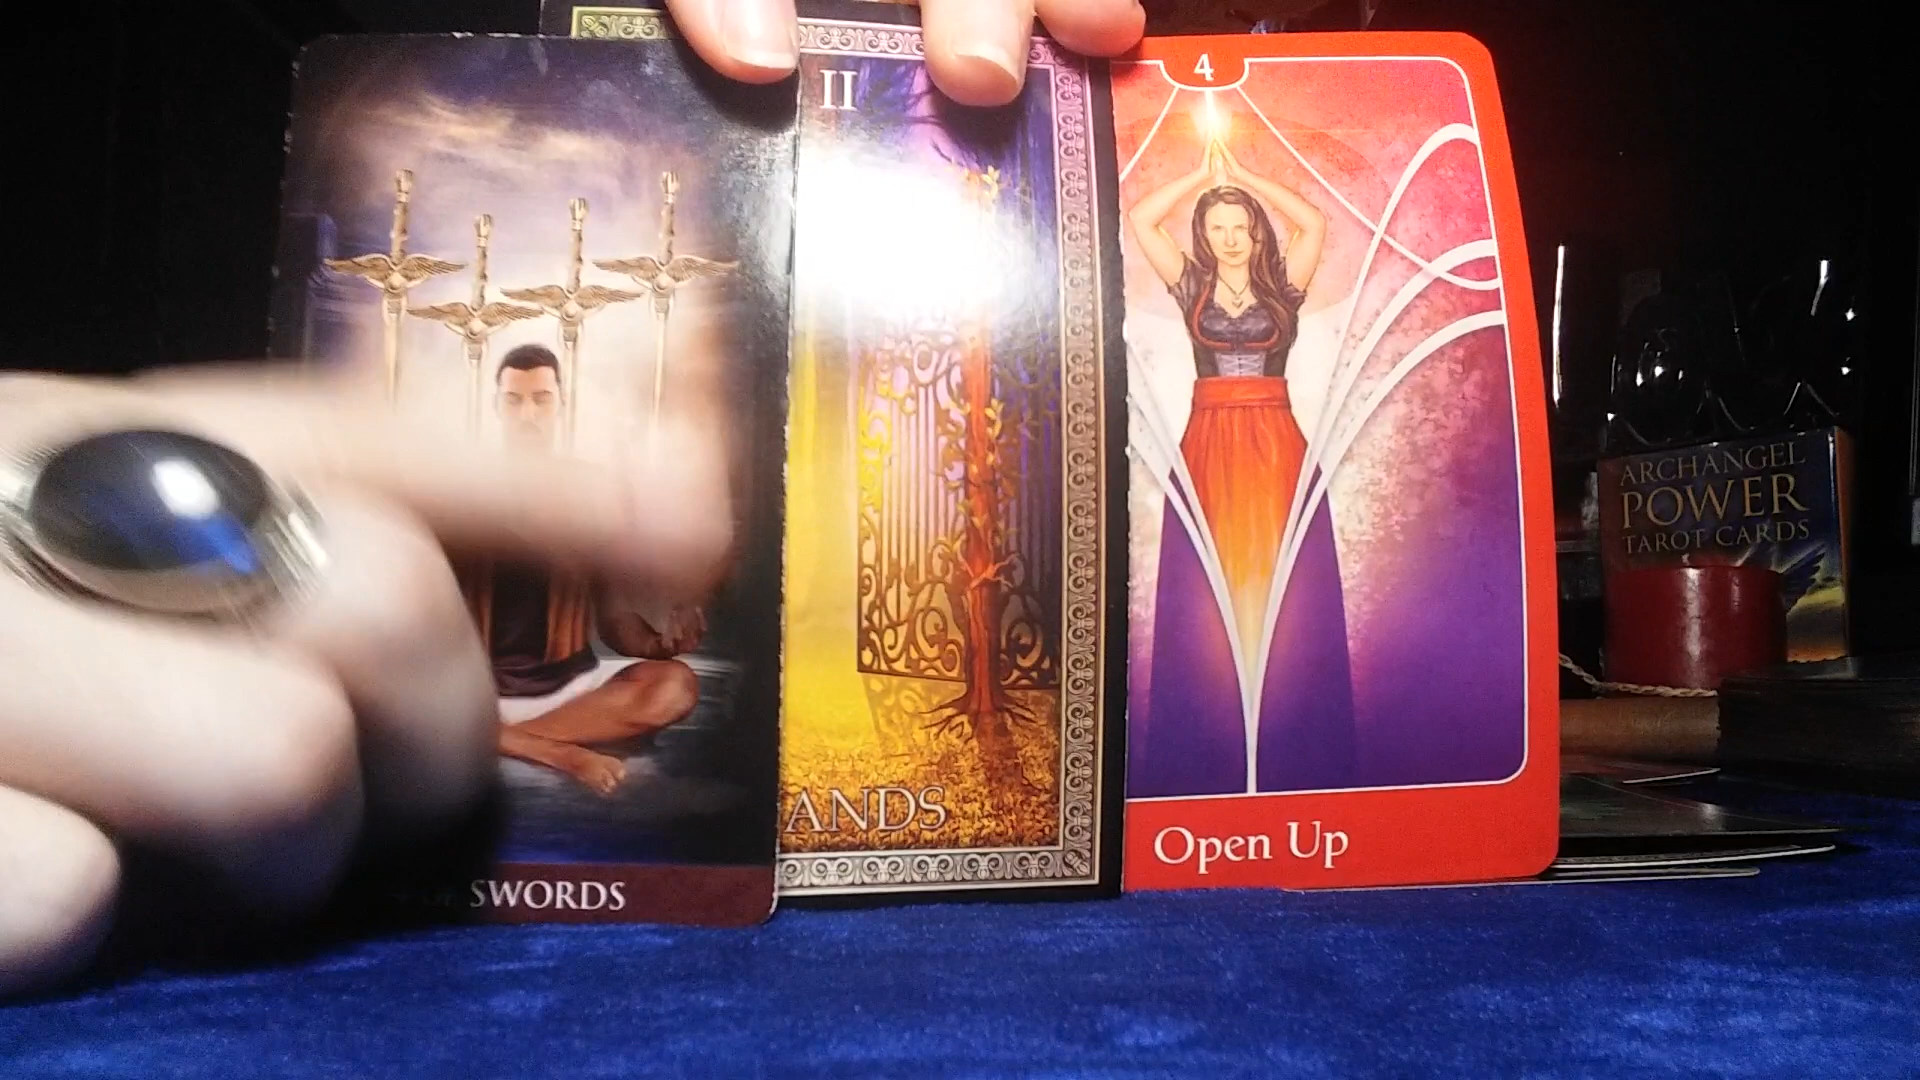 SWORDS
II
ANDS
4
Open Up
ARCHANGEL
POWER
TAROT CARDS